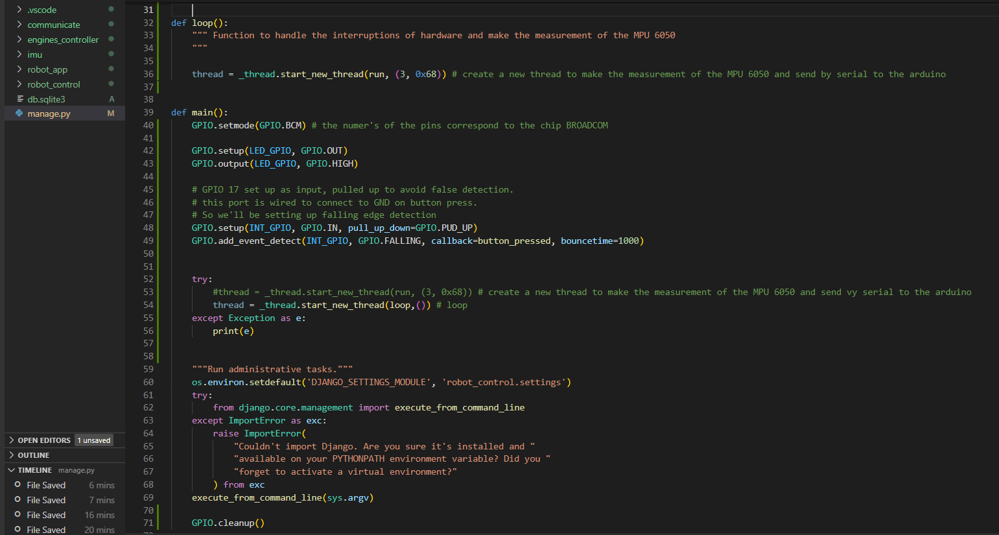 .vscode
communicate
engines_controller
imu
robot_app
robot_control
db.sqlite3 A
manage.py M
OPEN EDITORS 1 unsaved
OUTLINE
TIMELINE manage.py
File Saved 6 mins
File Saved 7 mins
File Saved 16 mins
File Saved 20 mins
31
32 def loop():
33     """ Function to handle the interruptions of hardware and make the measurement of the MPU 6050
34     """
35
36     thread = _thread.start_new_thread(run, (3, 0x68)) # create a new thread to make the measurement of the MPU 6050 and send by serial to the arduino
37
38
39 def main():
40     GPIO.setmode(GPIO.BCM) # the numer's of the pins correspond to the chip BROADCOM
41
42     GPIO.setup(LED_GPIO, GPIO.OUT)
43     GPIO.output(LED_GPIO, GPIO.HIGH)
44
45     # GPIO 17 set up as input, pulled up to avoid false detection.
46     # this port is wired to connect to GND on button press.
47     # So we'll be setting up falling edge detection
48     GPIO.setup(INT_GPIO, GPIO.IN, pull_up_down=GPIO.PUD_UP)
49     GPIO.add_event_detect(INT_GPIO, GPIO.FALLING, callback=button_pressed, bouncetime=1000)
50
51
52     try:
53         #thread = _thread.start_new_thread(run, (3, 0x68)) # create a new thread to make the measurement of the MPU 6050 and send vy serial to the arduino
54         thread = _thread.start_new_thread(loop,()) # loop
55     except Exception as e:
56         print(e)
57
58
59     """Run administrative tasks."""
60     os.environ.setdefault('DJANGO_SETTINGS_MODULE', 'robot_control.settings')
61     try:
62         from django.core.management import execute_from_command_line
63     except ImportError as exc:
64         raise ImportError(
65             "Couldn't import Django. Are you sure it's installed and "
66             "available on your PYTHONPATH environment variable? Did you "
67             "forget to activate a virtual environment?"
68         ) from exc
69     execute_from_command_line(sys.argv)
70
71     GPIO.cleanup()